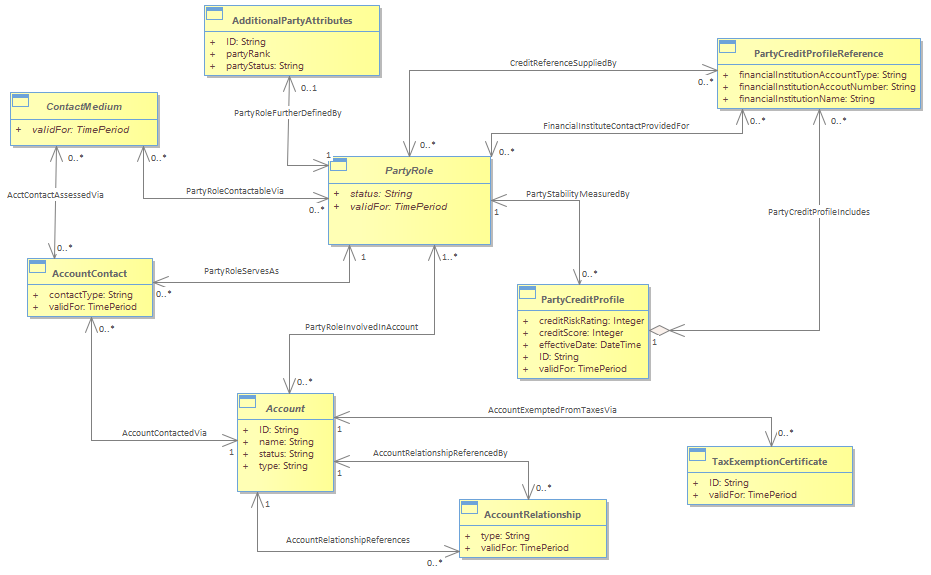 AdditionalPartyAttributes
+ ID: String
+ partyRank
+ partyStatus: String
PartyCreditProfileReference
+ financialInstitutionAccountType: String
+ financialInstitutionAccoutNumber: String
+ financialInstitutionName: String
CreditReferenceSuppliedBy
0..*
0..1
ContactMedium
+ validFor: TimePeriod
PartyRoleFurtherDefinedBy
FinancialInstituteContactProvidedFor
0..*
0..*
0..*
0..*
0..*
0..*
1
PartyRole
+ status: String
+ validFor: TimePeriod
AcctContactAssessedVia
PartyRoleContactableVia
0..*
PartyStabilityMeasuredBy
1
PartyCreditProfileIncludes
0..*
AccountContact
+ contactType: String
+ validFor: TimePeriod
PartyRoleServesAs
1
1..*
0..*
0..*
PartyCreditProfile
+ creditRiskRating: Integer
+ creditScore: Integer
+ effectiveDate: DateTime
+ ID: String
+ validFor: TimePeriod
1
PartyRoleInvolvedInAccount
0..*
0..*
Account
+ ID: String
+ name: String
+ status: String
+ type: String
AccountContactedVia
1
AccountExemptedFromTaxesVia
1
0..*
AccountRelationshipReferencedBy
1
0..*
TaxExemptionCertificate
+ ID: String
+ validFor: TimePeriod
1
AccountRelationship
+ type: String
+ validFor: TimePeriod
AccountRelationshipReferences
0..*